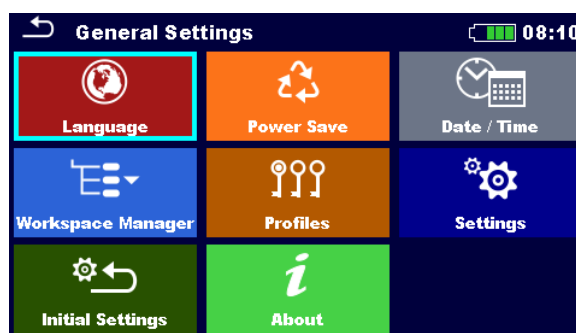 General Settings
08:10
Language
Power Save
Date / Time
Workspace Manager
Profiles
Settings
Initial Settings
About